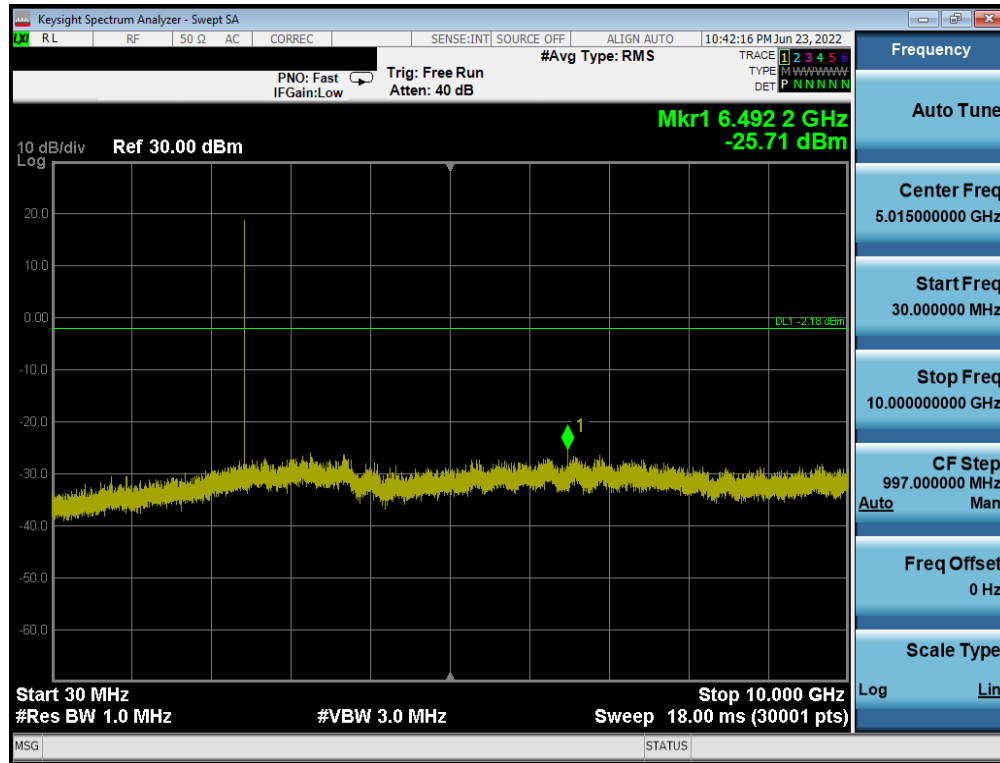 Keysight Spectrum Analyzer - Swept SA
LXI RL RF 50 Ω AC CORREC SENSE:INT SOURCE OFF ALIGN AUTO 10:42:16 PM Jun 23, 2022
#Avg Type: RMS
TRACE 1 2 3 4 5 6
PNO: Fast Trig: Free Run
TYPE M WWWWW
IFGain:Low Atten: 40 dB
DET P N N N N N
Mkr1 6.492 2 GHz
-25.71 dBm
10 dB/div Ref 30.00 dBm
Log
20.0
10.0
0.00
DL1 -2.18 dBm
-10.0
-20.0
1
-30.0
-40.0
-50.0
-60.0
Start 30 MHz Stop 10.000 GHz
#Res BW 1.0 MHz #VBW 3.0 MHz Sweep 18.00 ms (30001 pts)
MSG STATUS
Frequency
Auto Tune
Center Freq
5.015000000 GHz
Start Freq
30.000000 MHz
Stop Freq
10.000000000 GHz
CF Step
997.000000 MHz
Auto Man
Freq Offset
0 Hz
Scale Type
Log Lin